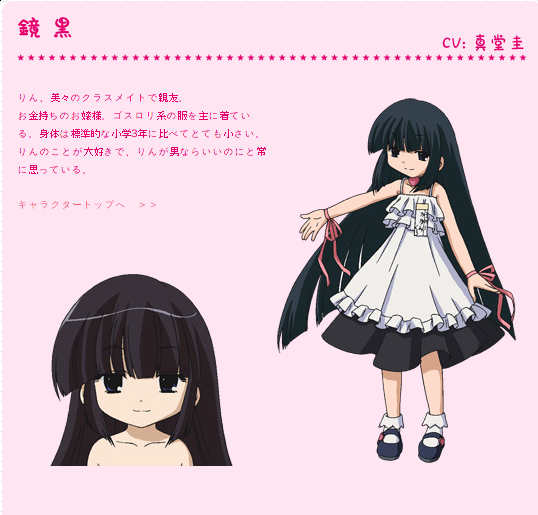 鏡 黒
CV: 真堂圭
りん、美々のクラスメイトで親友。
お金持ちのお嬢様。ゴスロリ系の服を主に着てい
る。身体は標準的な小学3年に比べてとても小さい。
りんのことが大好きで、りんが男ならいいのにと常
に思っている。
キャラクタートップへ　>>